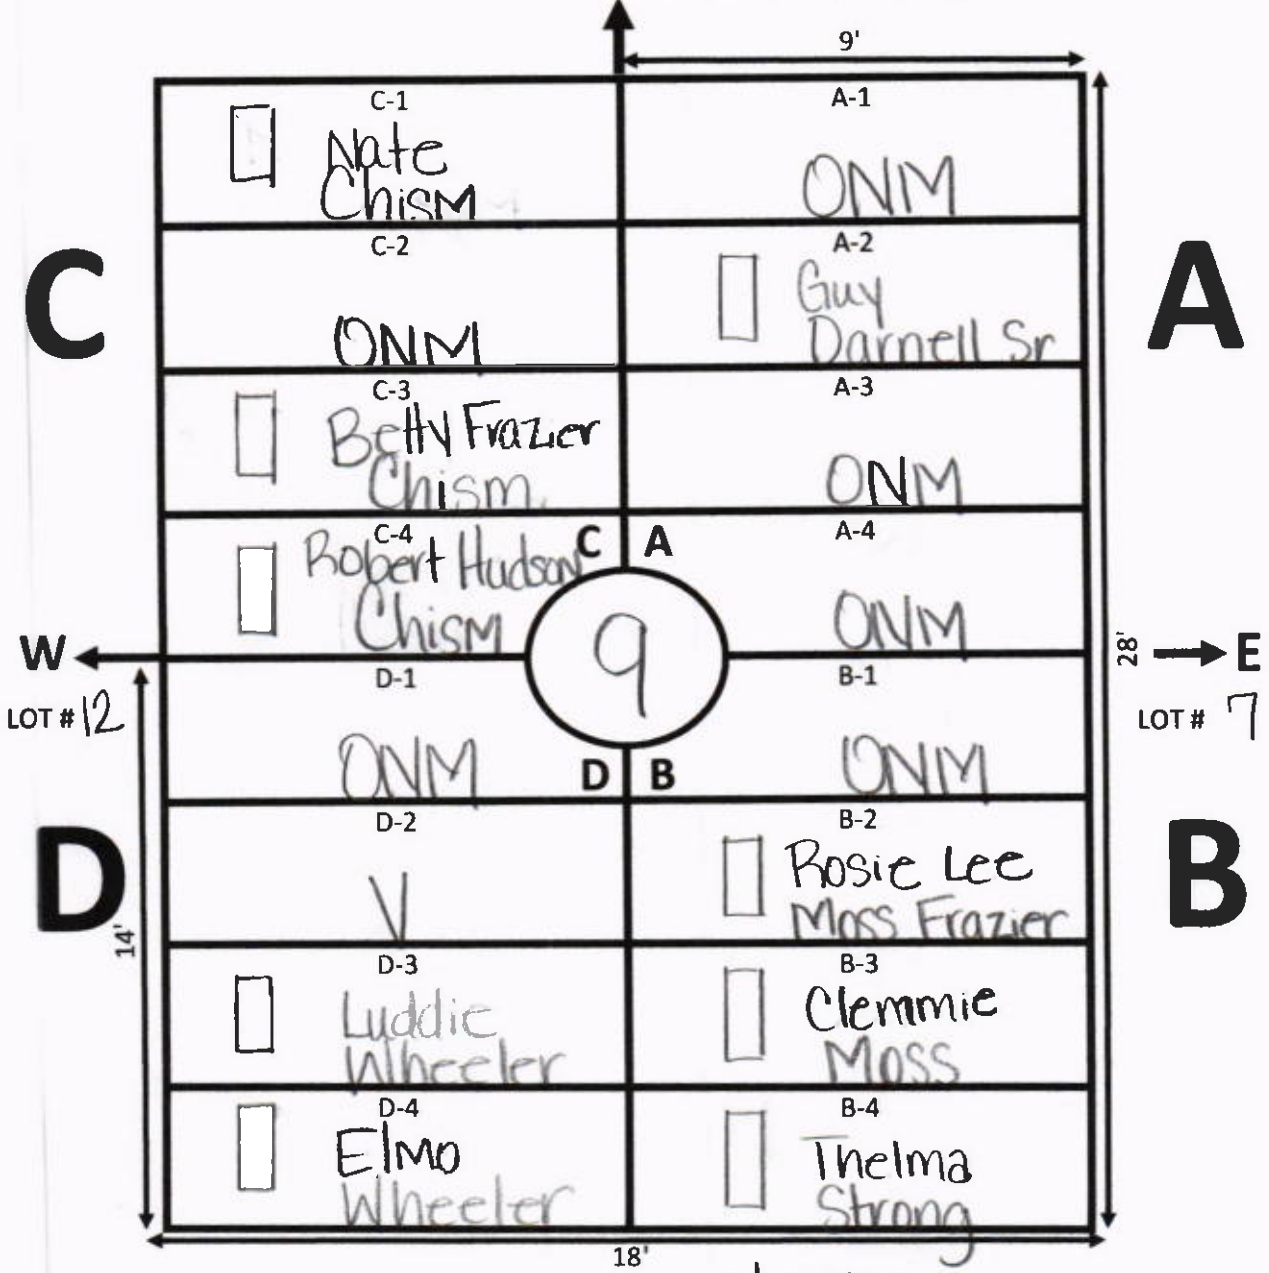 9'
C-1
Nate
Chism
A-1
ONM
C-2
ONM
A-2
Guy
Darnell Sr
C
A
C-3
Betty Frazier
Chism
A-3
ONM
C-4
Robert Hudson
Chism
C A
A-4
ONM
9
W
E
28'
LOT # 12
LOT # 7
D-1
ONM
B-1
ONM
D B
D-2
V
B-2
Rosie Lee
Moss Frazier
D
B
14'
D-3
Luddie
Wheeler
B-3
Clemmie
Moss
D-4
Elmo
Wheeler
B-4
Thelma
Strong
18'